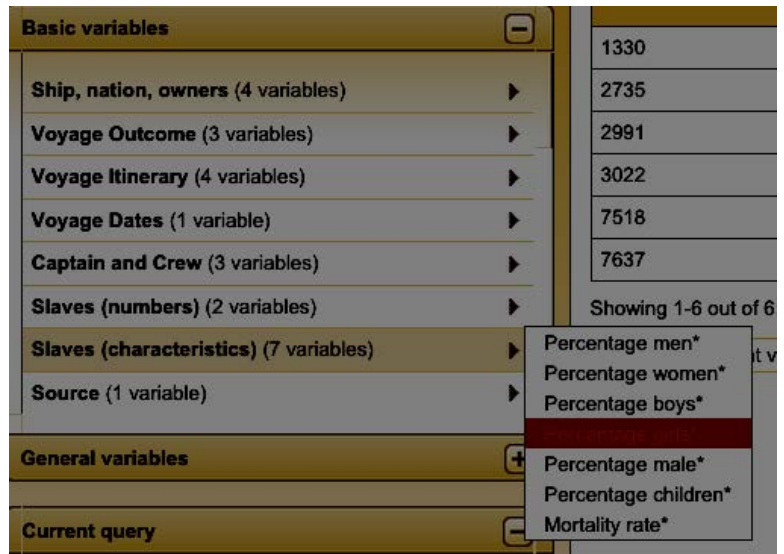 Basic variables
Ship, nation, owners (4 variables)
Voyage Outcome (3 variables)
Voyage Itinerary (4 variables)
Voyage Dates (1 variable)
Captain and Crew (3 variables)
Slaves (numbers) (2 variables)
Slaves (characteristics) (7 variables)
Source (1 variable)
General variables
Current query
1330
2735
2991
3022
7518
7637
Showing 1-6 out of 6
Percentage men*
Percentage women*
Percentage boys*
Percentage girls*
Percentage male*
Percentage children*
Mortality rate*